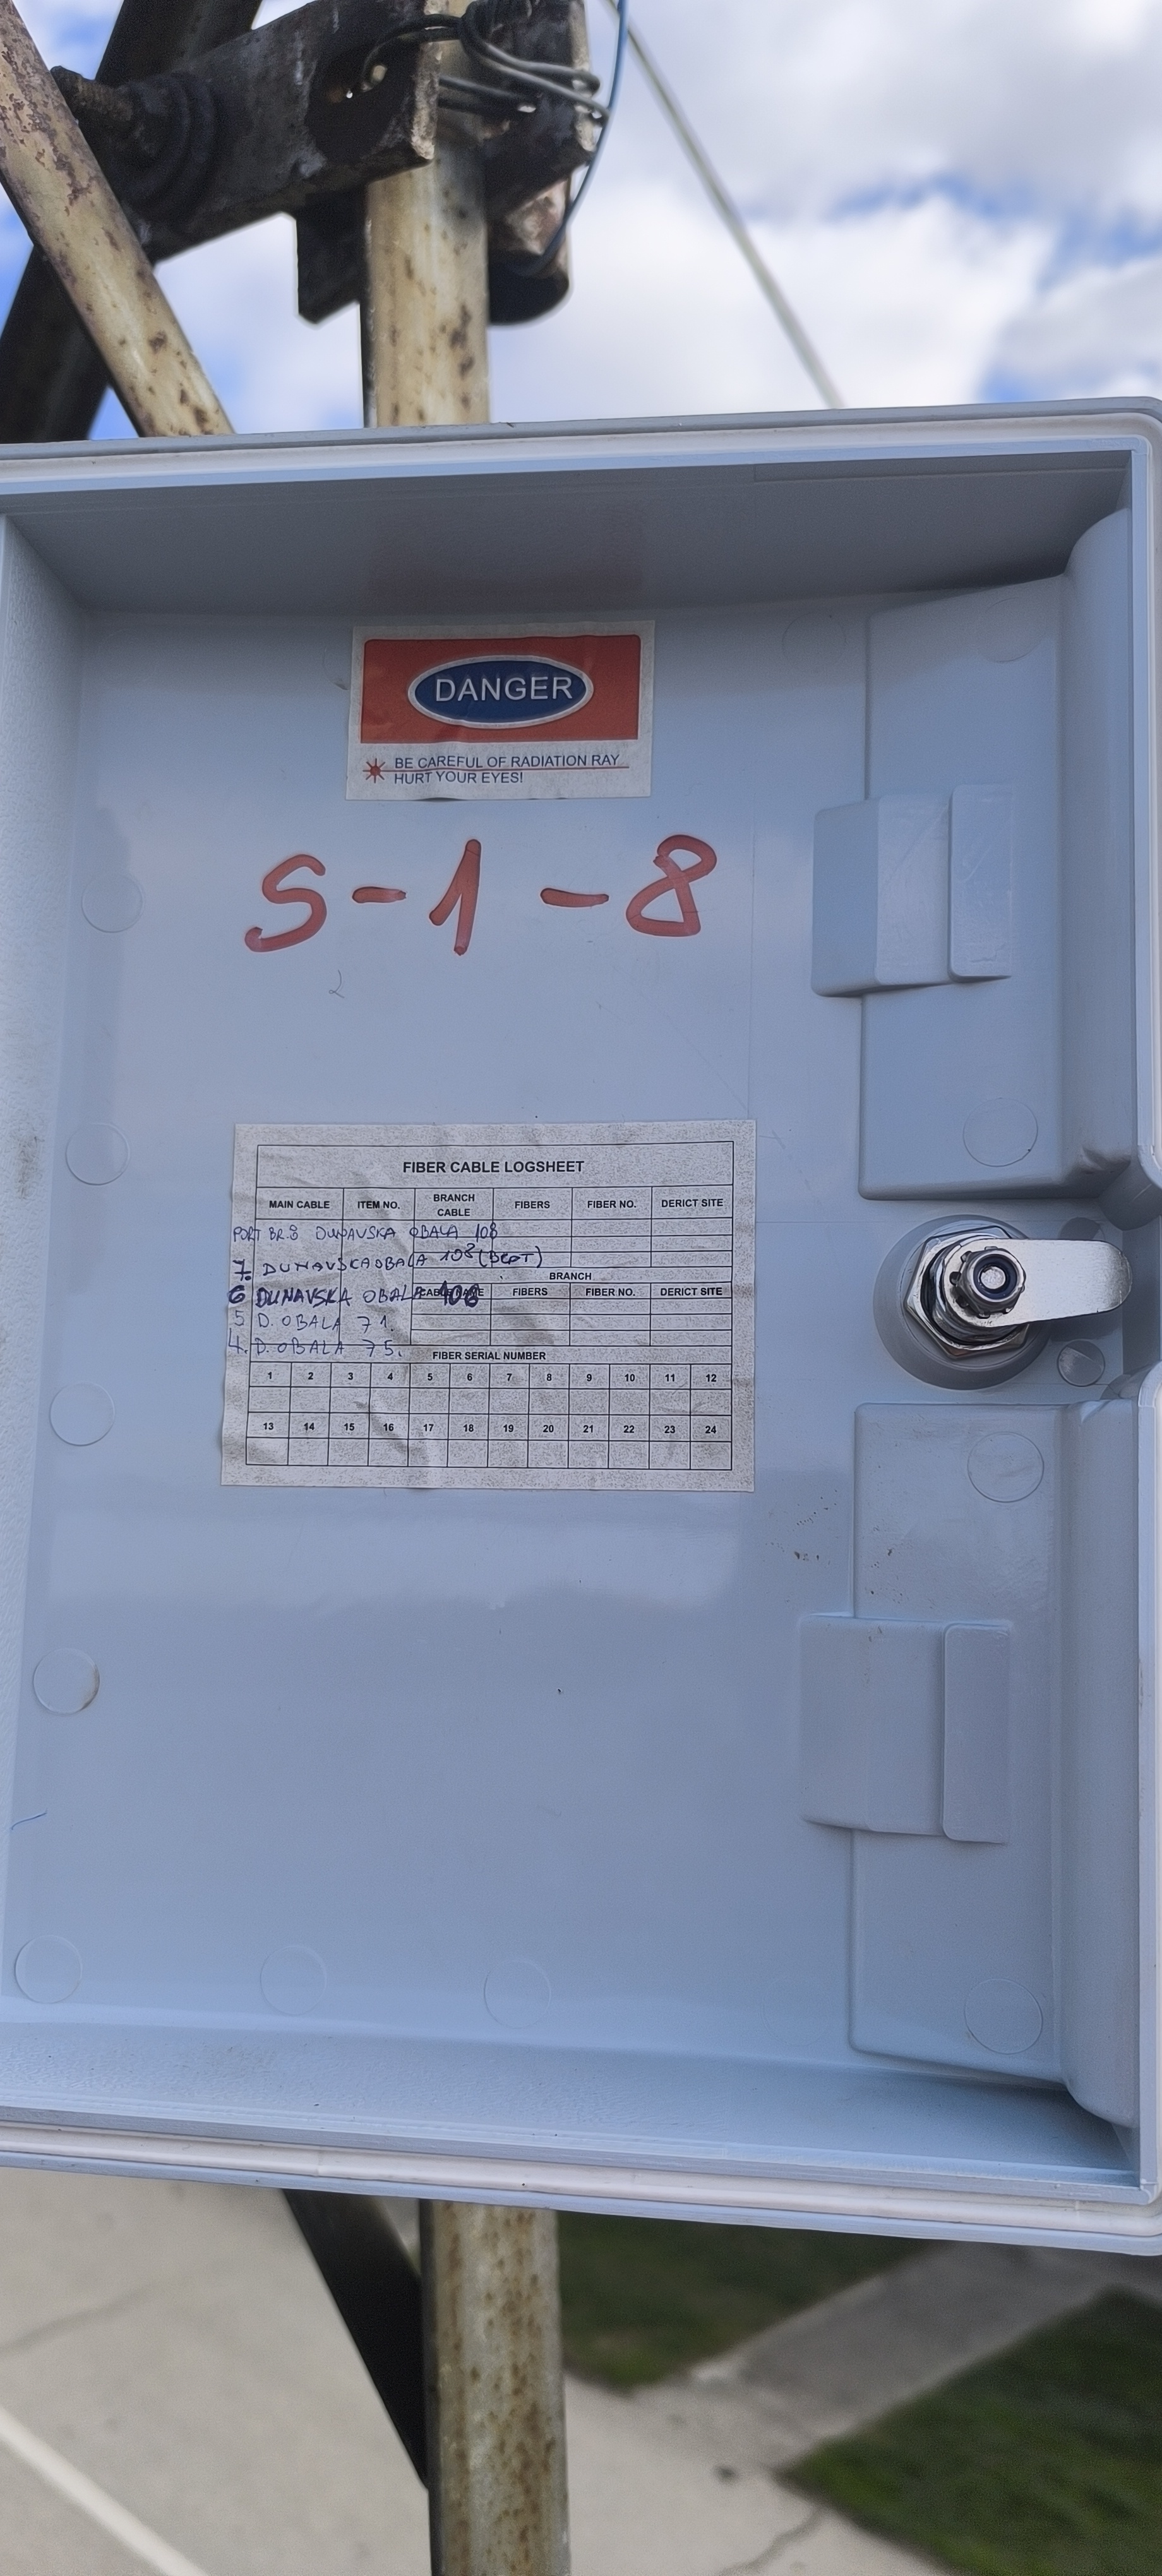 DANGER
BE CAREFUL OF RADIATION RAY
HURT YOUR EYES!
S-1-8
2
FIBER CABLE LOGSHEET
MAIN CABLE ITEM NO. BRANCH CABLE FIBERS FIBER NO. DERICT SITE
PORT BR.8 DUNAVSKA OBALA 108
7. DUNAVSKA OBALA 108
BRANCH
6 DUNAVSKA OBALA 106
CABLE NAME FIBERS FIBER NO. DERICT SITE
5 D. OBALA 71.
4. D. OBALA 75.
FIBER SERIAL NUMBER
1 2 3 4 5 6 7 8 9 10 11 12
13 14 15 16 17 18 19 20 21 22 23 24